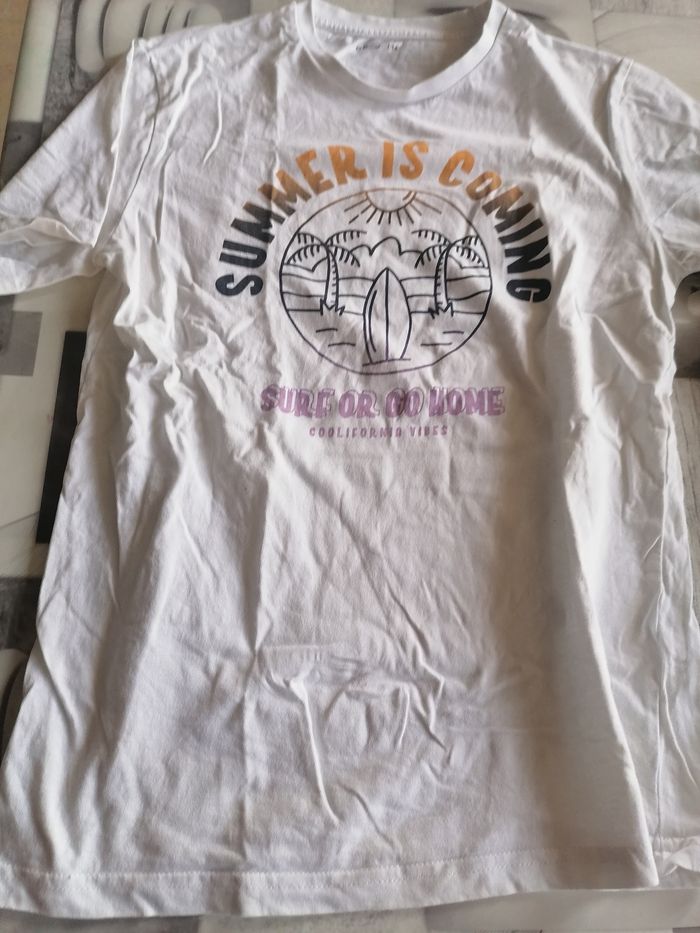 SUMMER IS COMING
SURF OR GO HOME
COOLIFORNIA VIBES